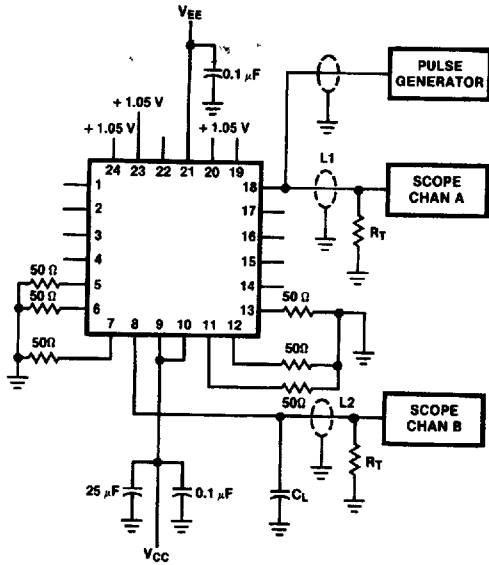 VEE
0.1 µF
PULSE
GENERATOR
+ 1.05 V
+ 1.05 V
+ 1.05 V
24 23 22 21 20 19
L1
SCOPE
CHAN A
RT
1
2
3
4
5
6
18
17
16
15
14
13
50 Ω
50 Ω
50Ω
7 8 9 10 11 12
50 Ω
50Ω
50Ω
L2
SCOPE
CHAN B
RT
CL
25 µF
0.1 µF
VCC